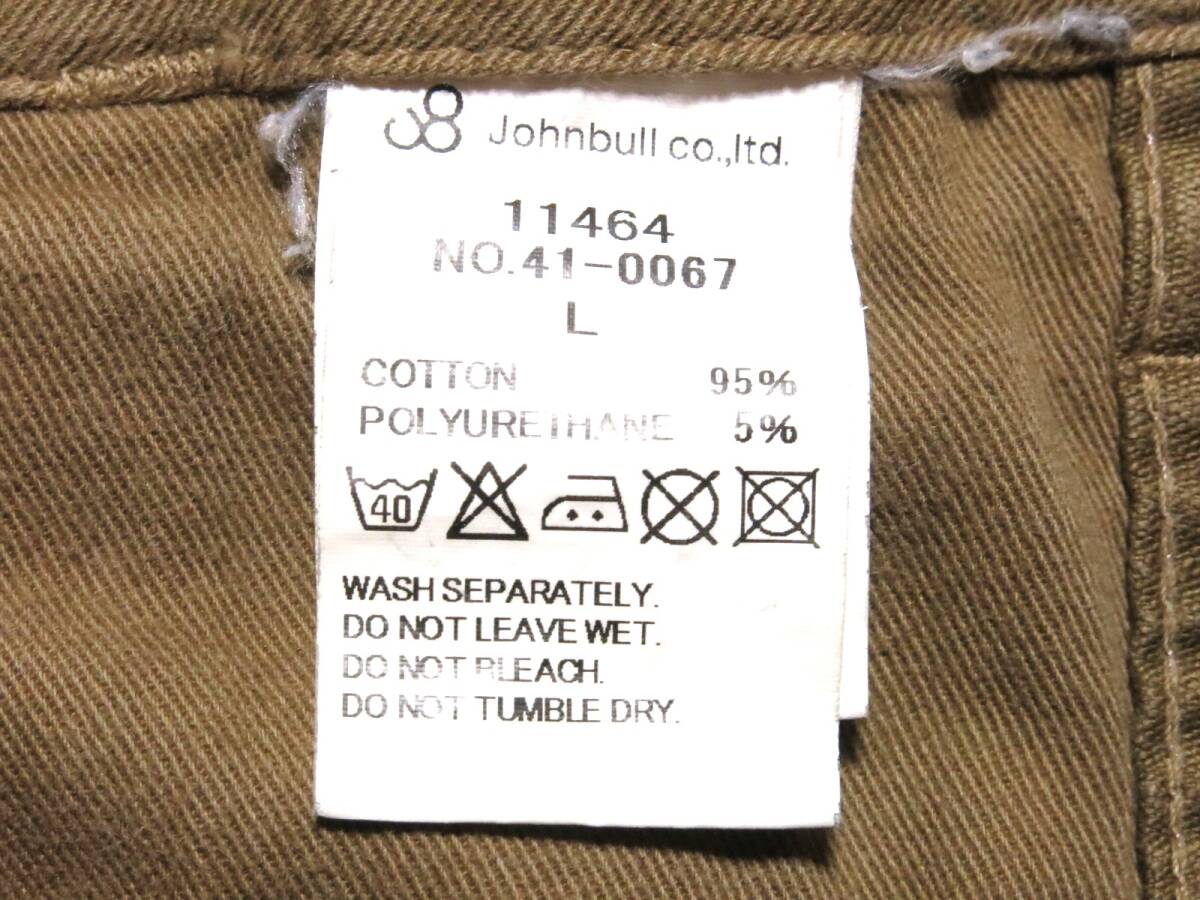 Johnbull co.,ltd.
11464
NO.41-0067
L
COTTON 95%
POLYURETHANE 5%
40
WASH SEPARATELY.
DO NOT LEAVE WET.
DO NOT BLEACH.
DO NOT TUMBLE DRY.